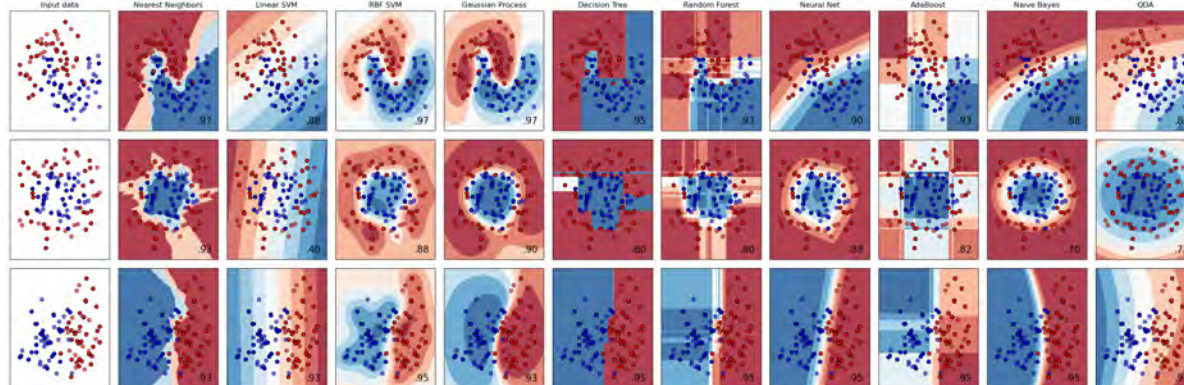 Input data Nearest Neighbors Linear SVM RBF SVM Gaussian Process Decision Tree Random Forest Neural Net AdaBoost Naive Bayes QDA
.97 .88 .97 .97 .95 .93 .90 .93 .88
.93 .40 .88 .90 .80 .80 .88 .82 .70
.93 .93 .95 .93 .95 .95 .95 .95 .95